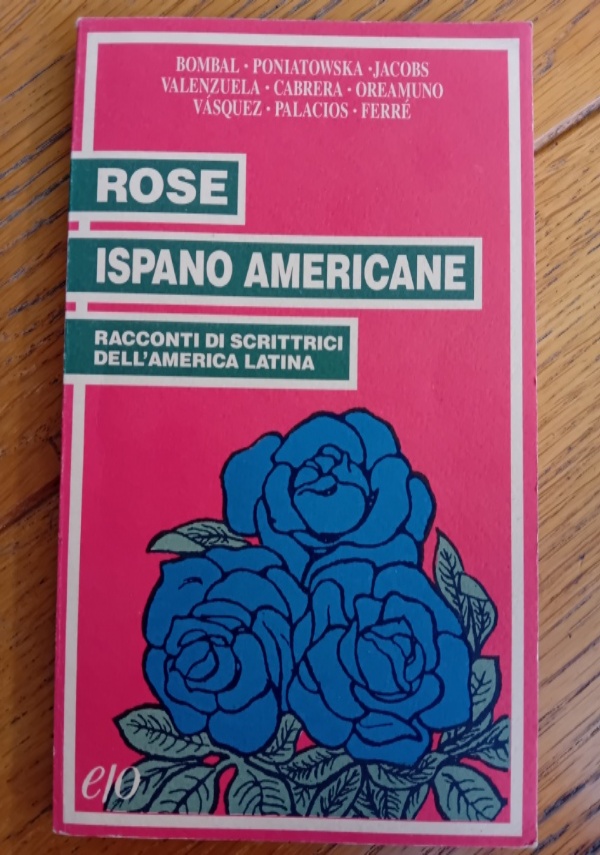 BOMBAL · PONIATOWSKA · JACOBS
VALENZUELA · CABRERA · OREAMUNO
VÁSQUEZ · PALACIOS · FERRÉ
ROSE
ISPANO AMERICANE
RACCONTI DI SCRITTRICI
DELL'AMERICA LATINA
e/o